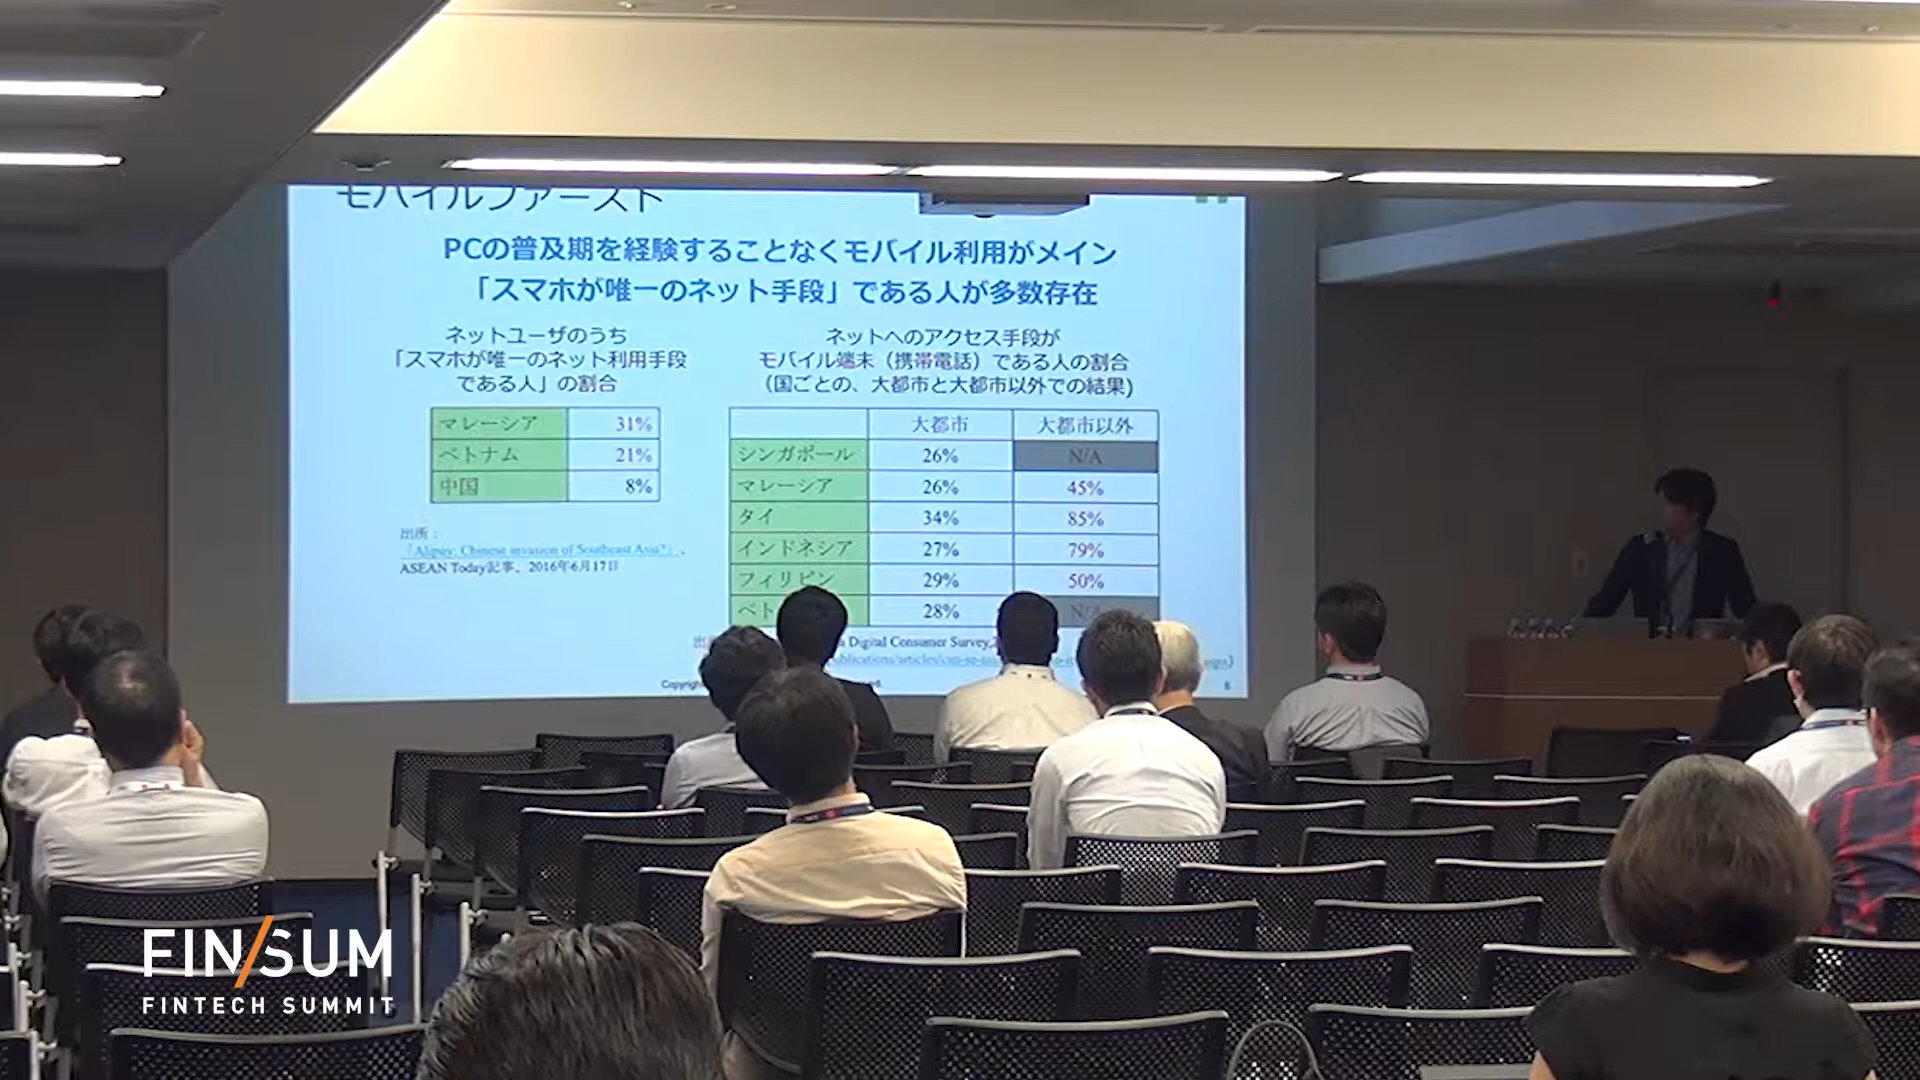 モバイルファースト
PCの普及期を経験することなくモバイル利用がメイン
「スマホが唯一のネット手段」である人が多数存在
ネットユーザのうち
「スマホが唯一のネット利用手段
である人」の割合
マレーシア 31%
ベトナム 21%
中国 8%
出所：
「Alipay: Chinese invasion of Southeast Asia?」、
ASEAN Today記事、2016年6月17日
ネットへのアクセス手段が
モバイル端末（携帯電話）である人の割合
（国ごとの、大都市と大都市以外での結果)
大都市 大都市以外
シンガポール 26% N/A
マレーシア 26% 45%
タイ 34% 85%
インドネシア 27% 79%
フィリピン 29% 50%
ベト 28% N/A
Digital Consumer Survey,
publications/articles/can-se-asia
8
FIN/SUM
FINTECH SUMMIT